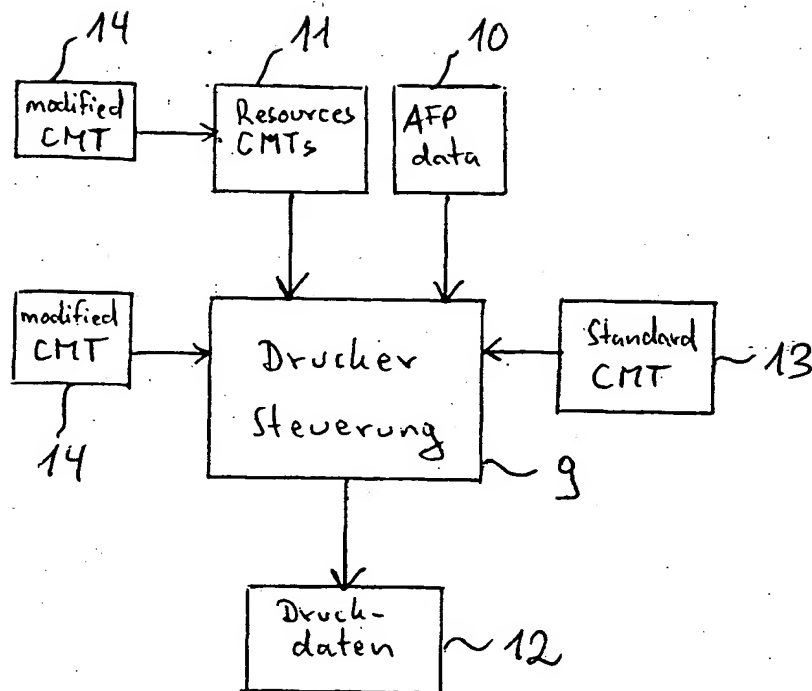 14
11
10
modified
CMT
Resources
CMTs
AFP
data
modified
CMT
Drucker
Steuerung
Standard
CMT
13
14
9
Druck-
daten
12